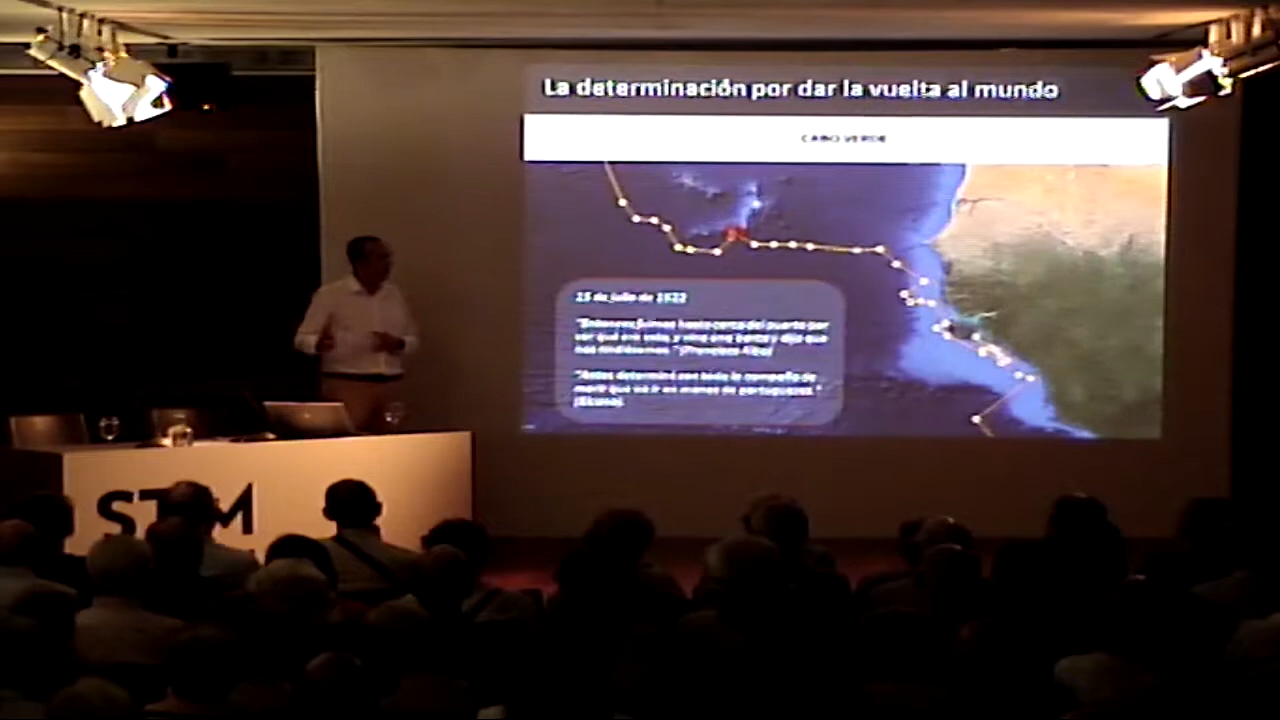 La determinación por dar la vuelta al mundo
CABO VERDE
25 de julio de 1522
"Entonces fuimos hasta cerca del puerto por
ver qué era esto, y vino una barca y dijo que
nos rindiésemos." (Francisco Albo)
"Antes determinó con toda la compañía de
morir que no ir en manos de portugueses."
(Elcano)
STM